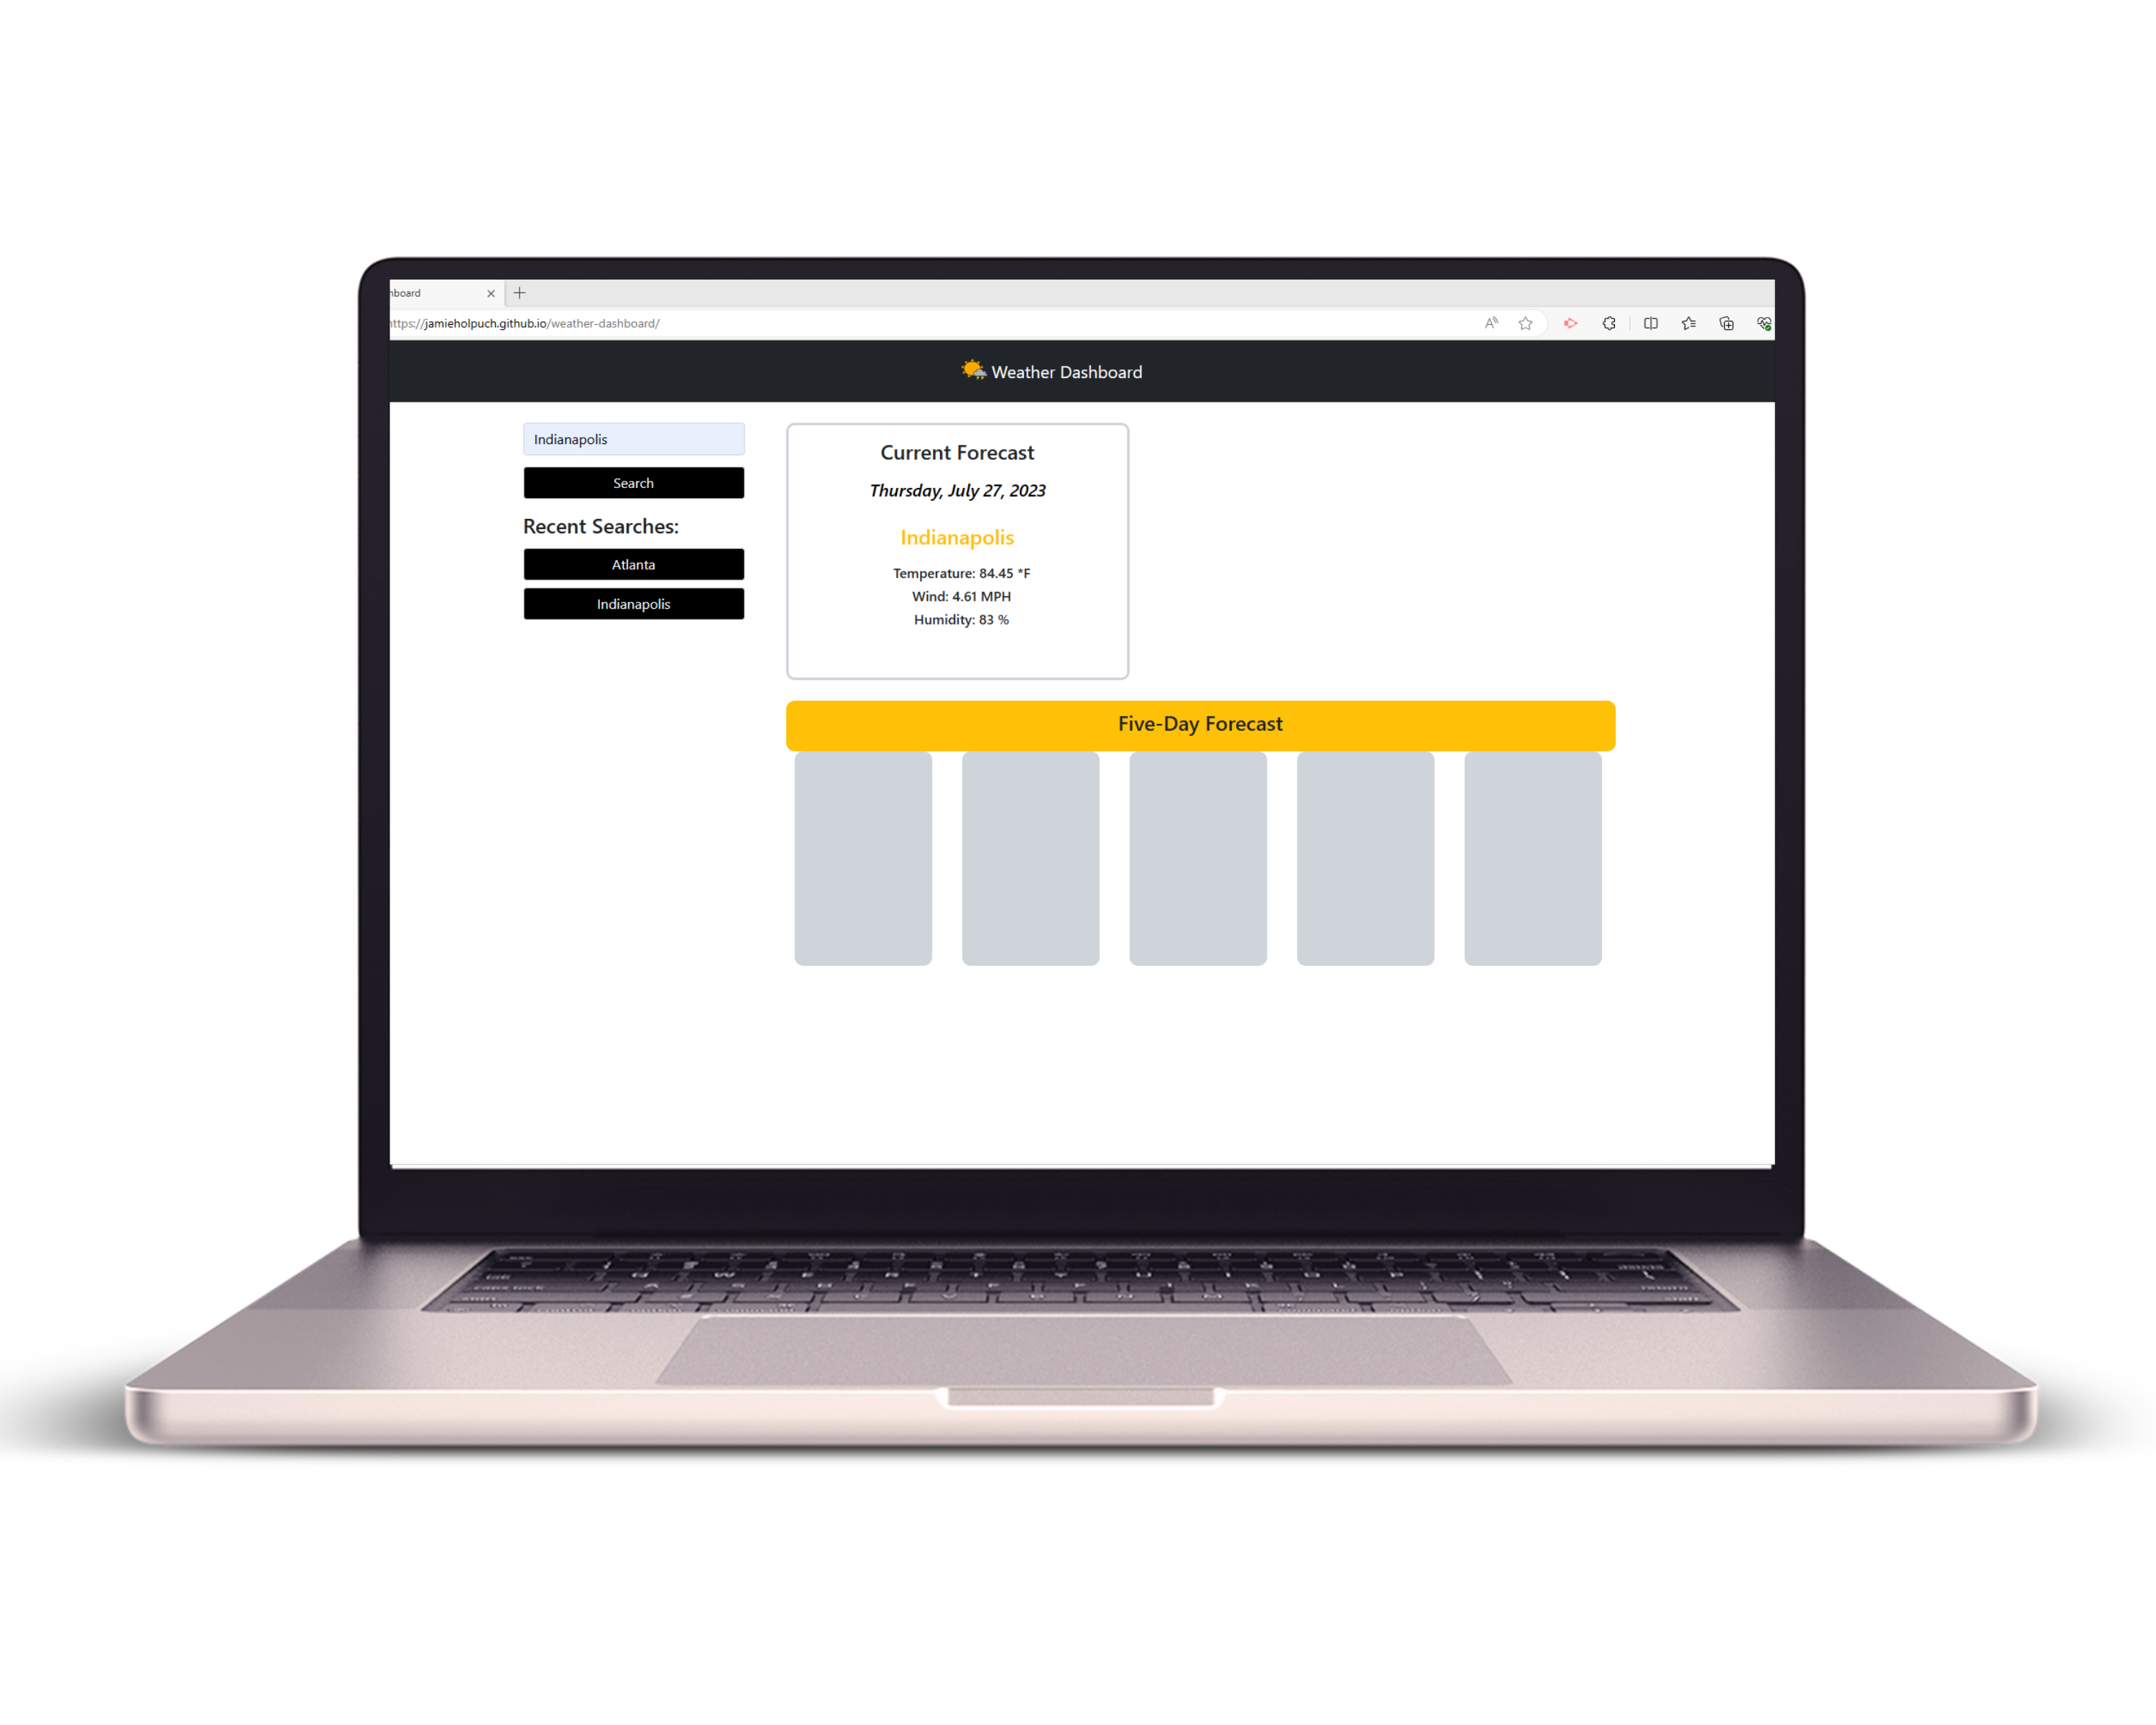 nboard
ttps://jamieholpuch.github.io/weather-dashboard/
Weather Dashboard
Indianapolis
Search
Recent Searches:
Atlanta
Indianapolis
Current Forecast
Thursday, July 27, 2023
Indianapolis
Temperature: 84.45 *F
Wind: 4.61 MPH
Humidity: 83 %
Five-Day Forecast